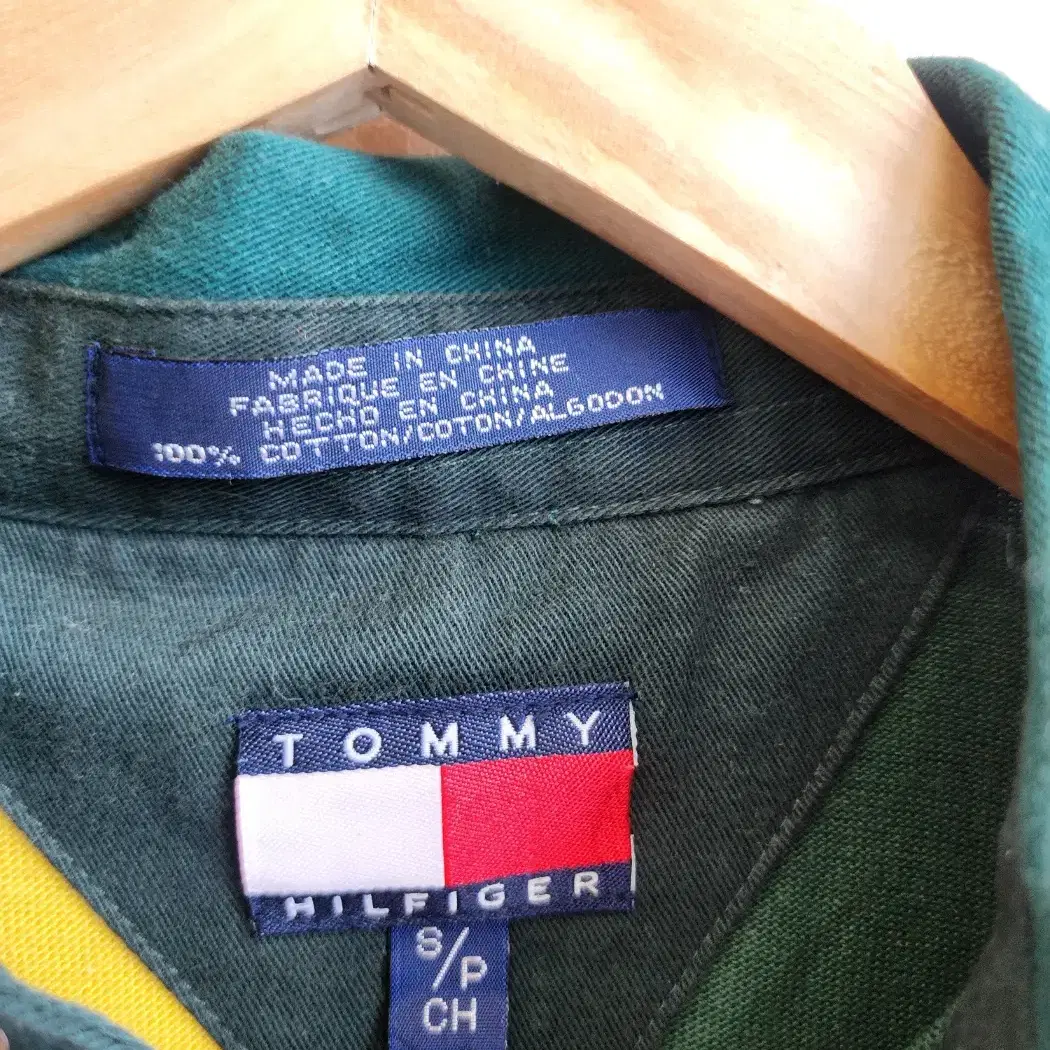 MADE IN CHINA
FABRIQUE EN CHINE
HECHO EN CHINA
100% COTTON/COTON/ALGODON
TOMMY
HILFIGER
S/P
CH